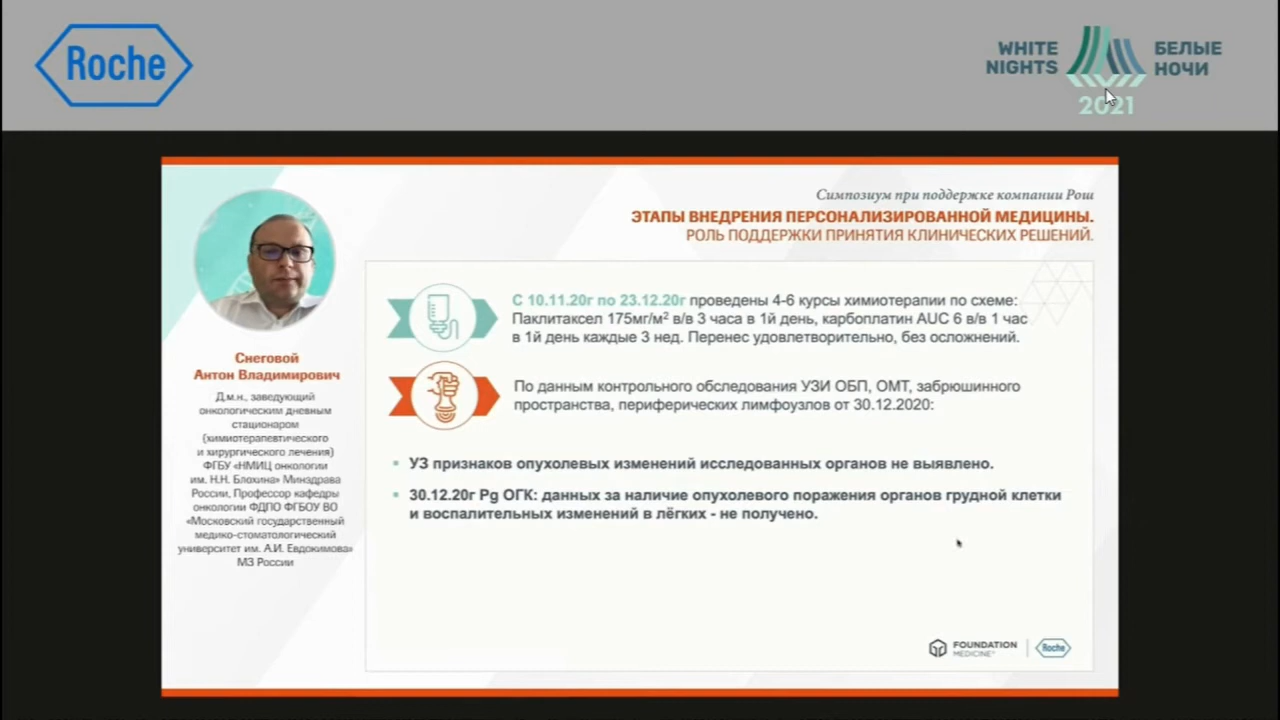 Roche
WHITE
NIGHTS
БЕЛЫЕ
НОЧИ
2021
Симпозиум при поддержке компании Рош
ЭТАПЫ ВНЕДРЕНИЯ ПЕРСОНАЛИЗИРОВАННОЙ МЕДИЦИНЫ.
РОЛЬ ПОДДЕРЖКИ ПРИНЯТИЯ КЛИНИЧЕСКИХ РЕШЕНИЙ.
Снеговой
Антон Владимирович
Д.м.н., заведующий
онкологическим дневным
стационаром
(химиотерапевтического
и хирургического лечения)
ФГБУ «НМИЦ онкологии
им. Н.Н. Блохина» Минздрава
России, Профессор кафедры
онкологии ФДПО ФГБОУ ВО
«Московский государственный
медико-стоматологический
университет им. А.И. Евдокимова»
МЗ России
С 10.11.20г по 23.12.20г проведены 4-6 курсы химиотерапии по схеме:
Паклитаксел 175мг/м² в/в 3 часа в 1й день, карбоплатин AUC 6 в/в 1 час
в 1й день каждые 3 нед. Перенес удовлетворительно, без осложнений.
По данным контрольного обследования УЗИ ОБП, ОМТ, забрюшинного
пространства, периферических лимфоузлов от 30.12.2020:
УЗ признаков опухолевых изменений исследованных органов не выявлено.
30.12.20г Рg ОГК: данных за наличие опухолевого поражения органов грудной клетки
и воспалительных изменений в лёгких - не получено.
FOUNDATION
MEDICINE®
Roche